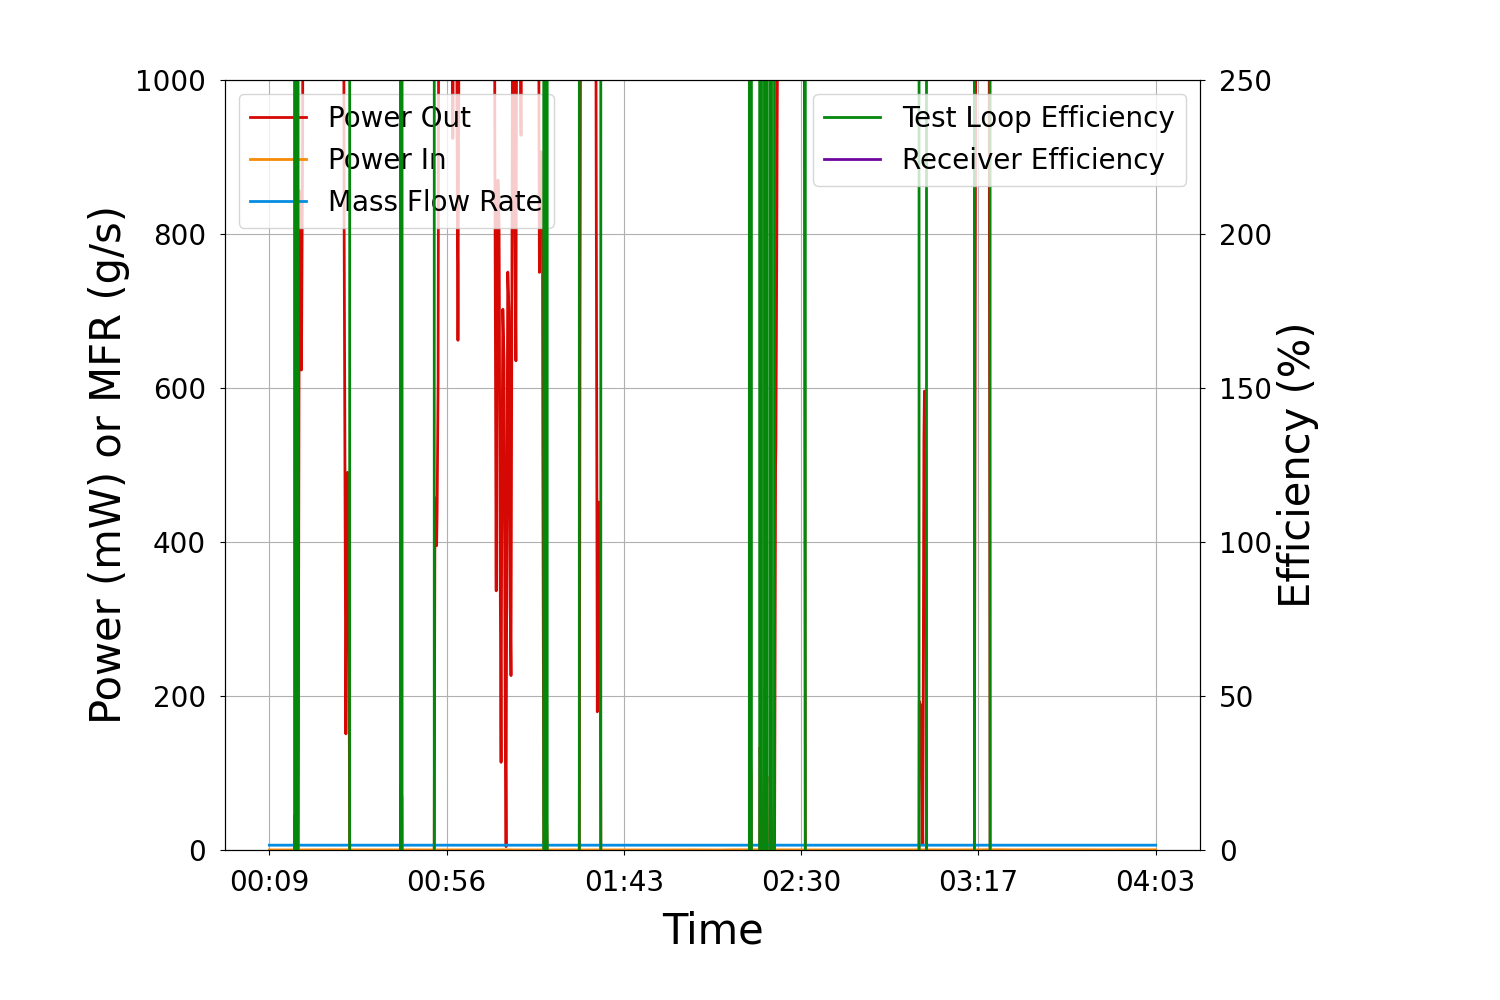 1000
800
600
400
200
0
Power (mW) or MFR (g/s)
Power Out
Power In
Mass Flow Rate
Test Loop Efficiency
Receiver Efficiency
250
200
150
100
50
0
Efficiency (%)
00:09 00:56 01:43 02:30 03:17 04:03
Time